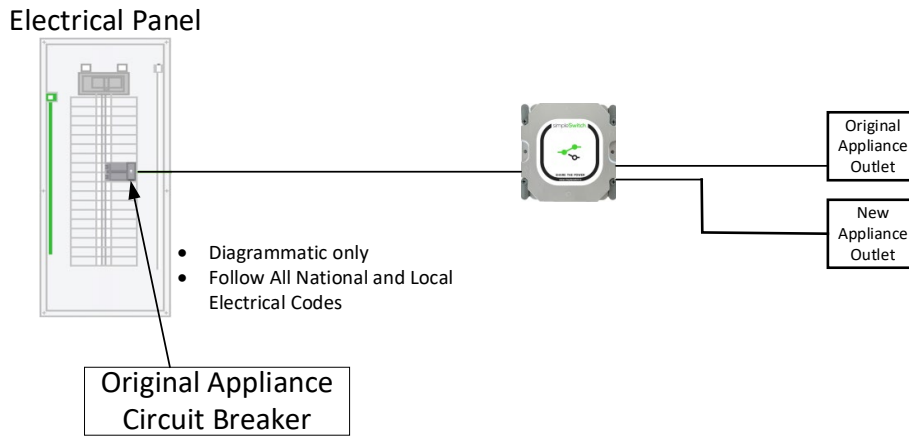 Electrical Panel
simpleSwitch
Original
Appliance
Outlet
New
Appliance
Outlet
• Diagrammatic only
• Follow All National and Local
Electrical Codes
Original Appliance
Circuit Breaker